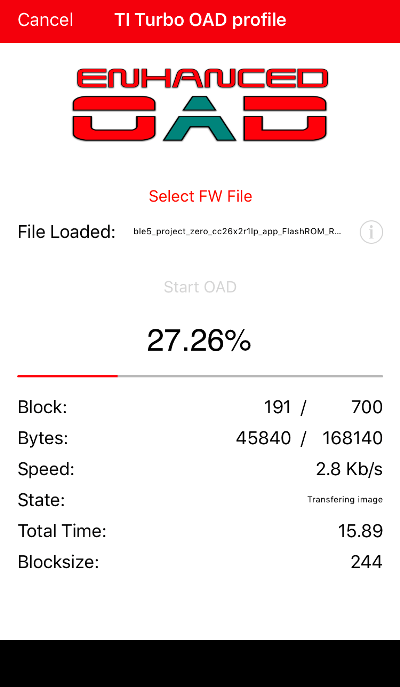 Cancel TI Turbo OAD profile
ENHANCED
OAD
Select FW File
File Loaded: ble5_project_zero_cc26x2r1lp_app_FlashROM_R... i
Start OAD
27.26%
Block: 191 / 700
Bytes: 45840 / 168140
Speed: 2.8 Kb/s
State: Transfering image
Total Time: 15.89
Blocksize: 244